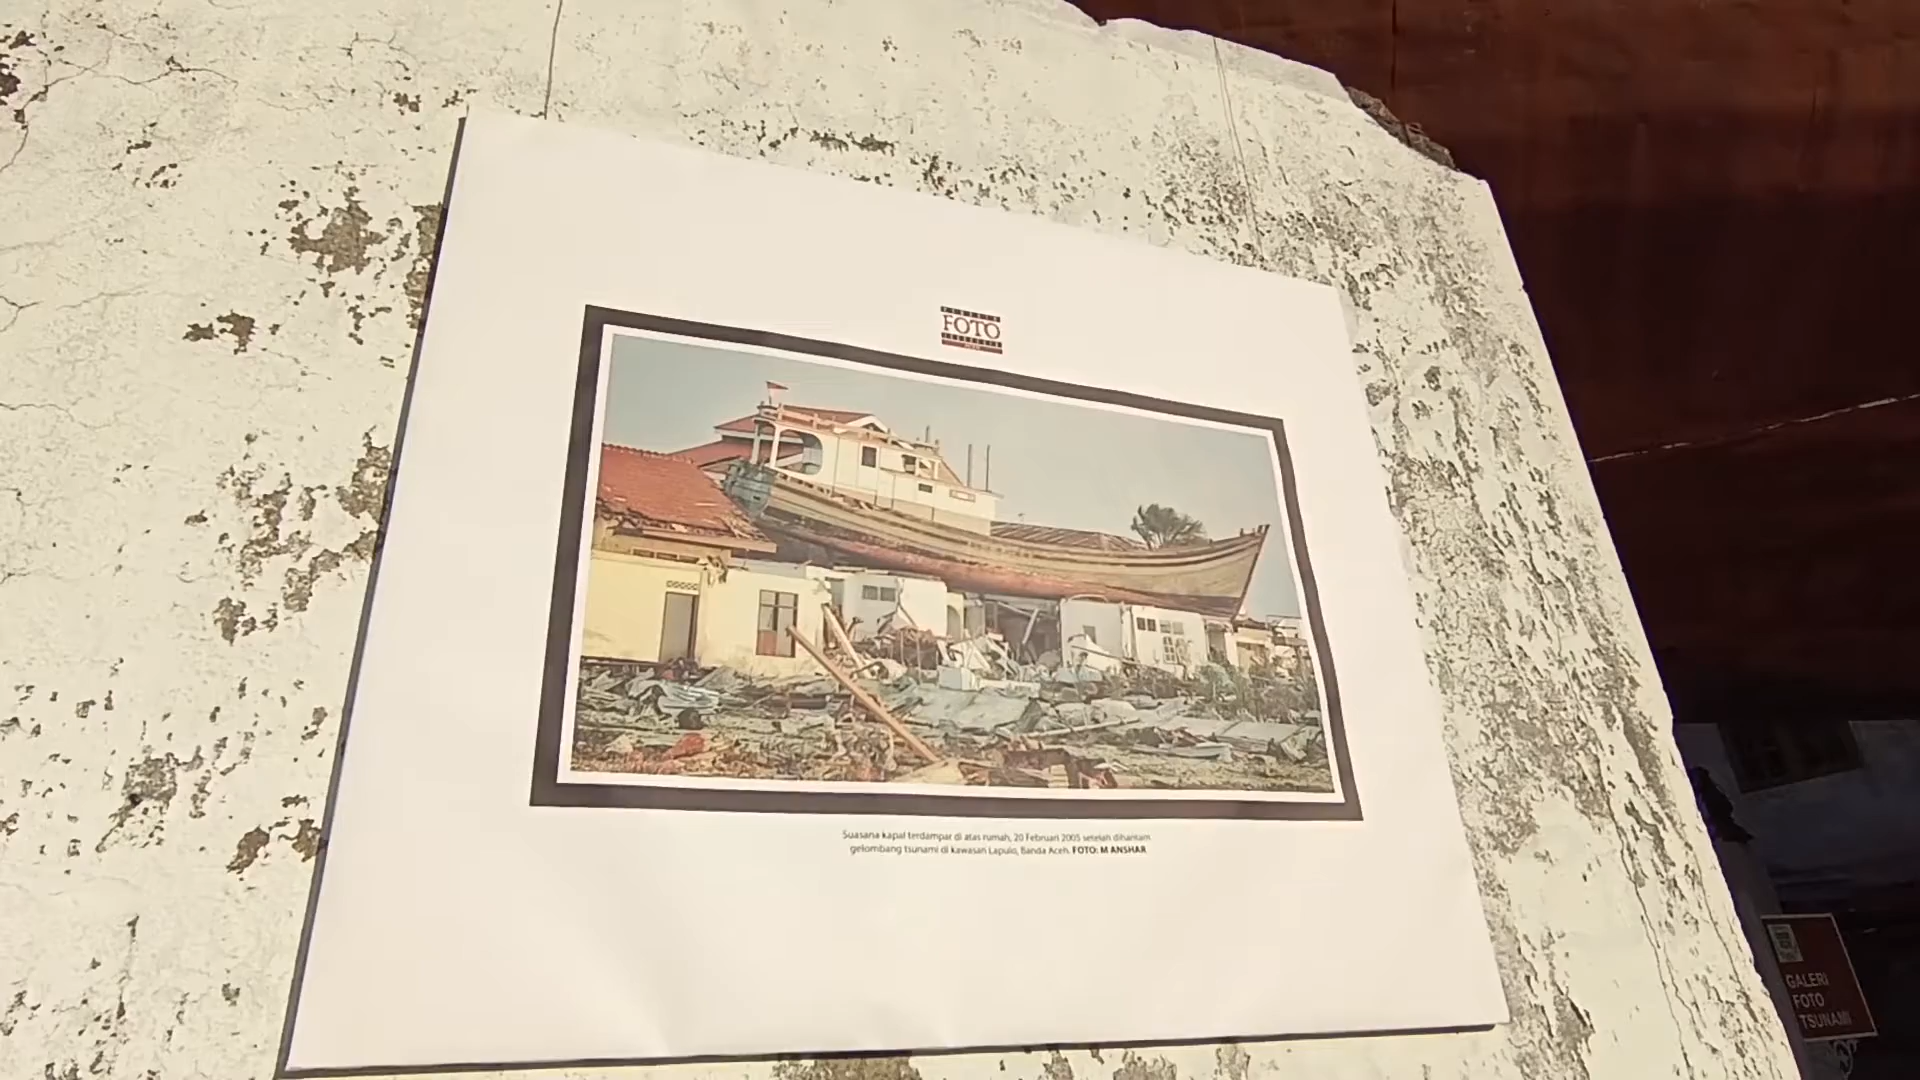 FOTO
Suasana kapal terdampar di atas rumah, 20 Februari 2005 setelah dihantam
gelombang tsunami di kawasan Lapulo, Banda Aceh. FOTO: M ANSHAR
GALERI
FOTO
TSUNAMI